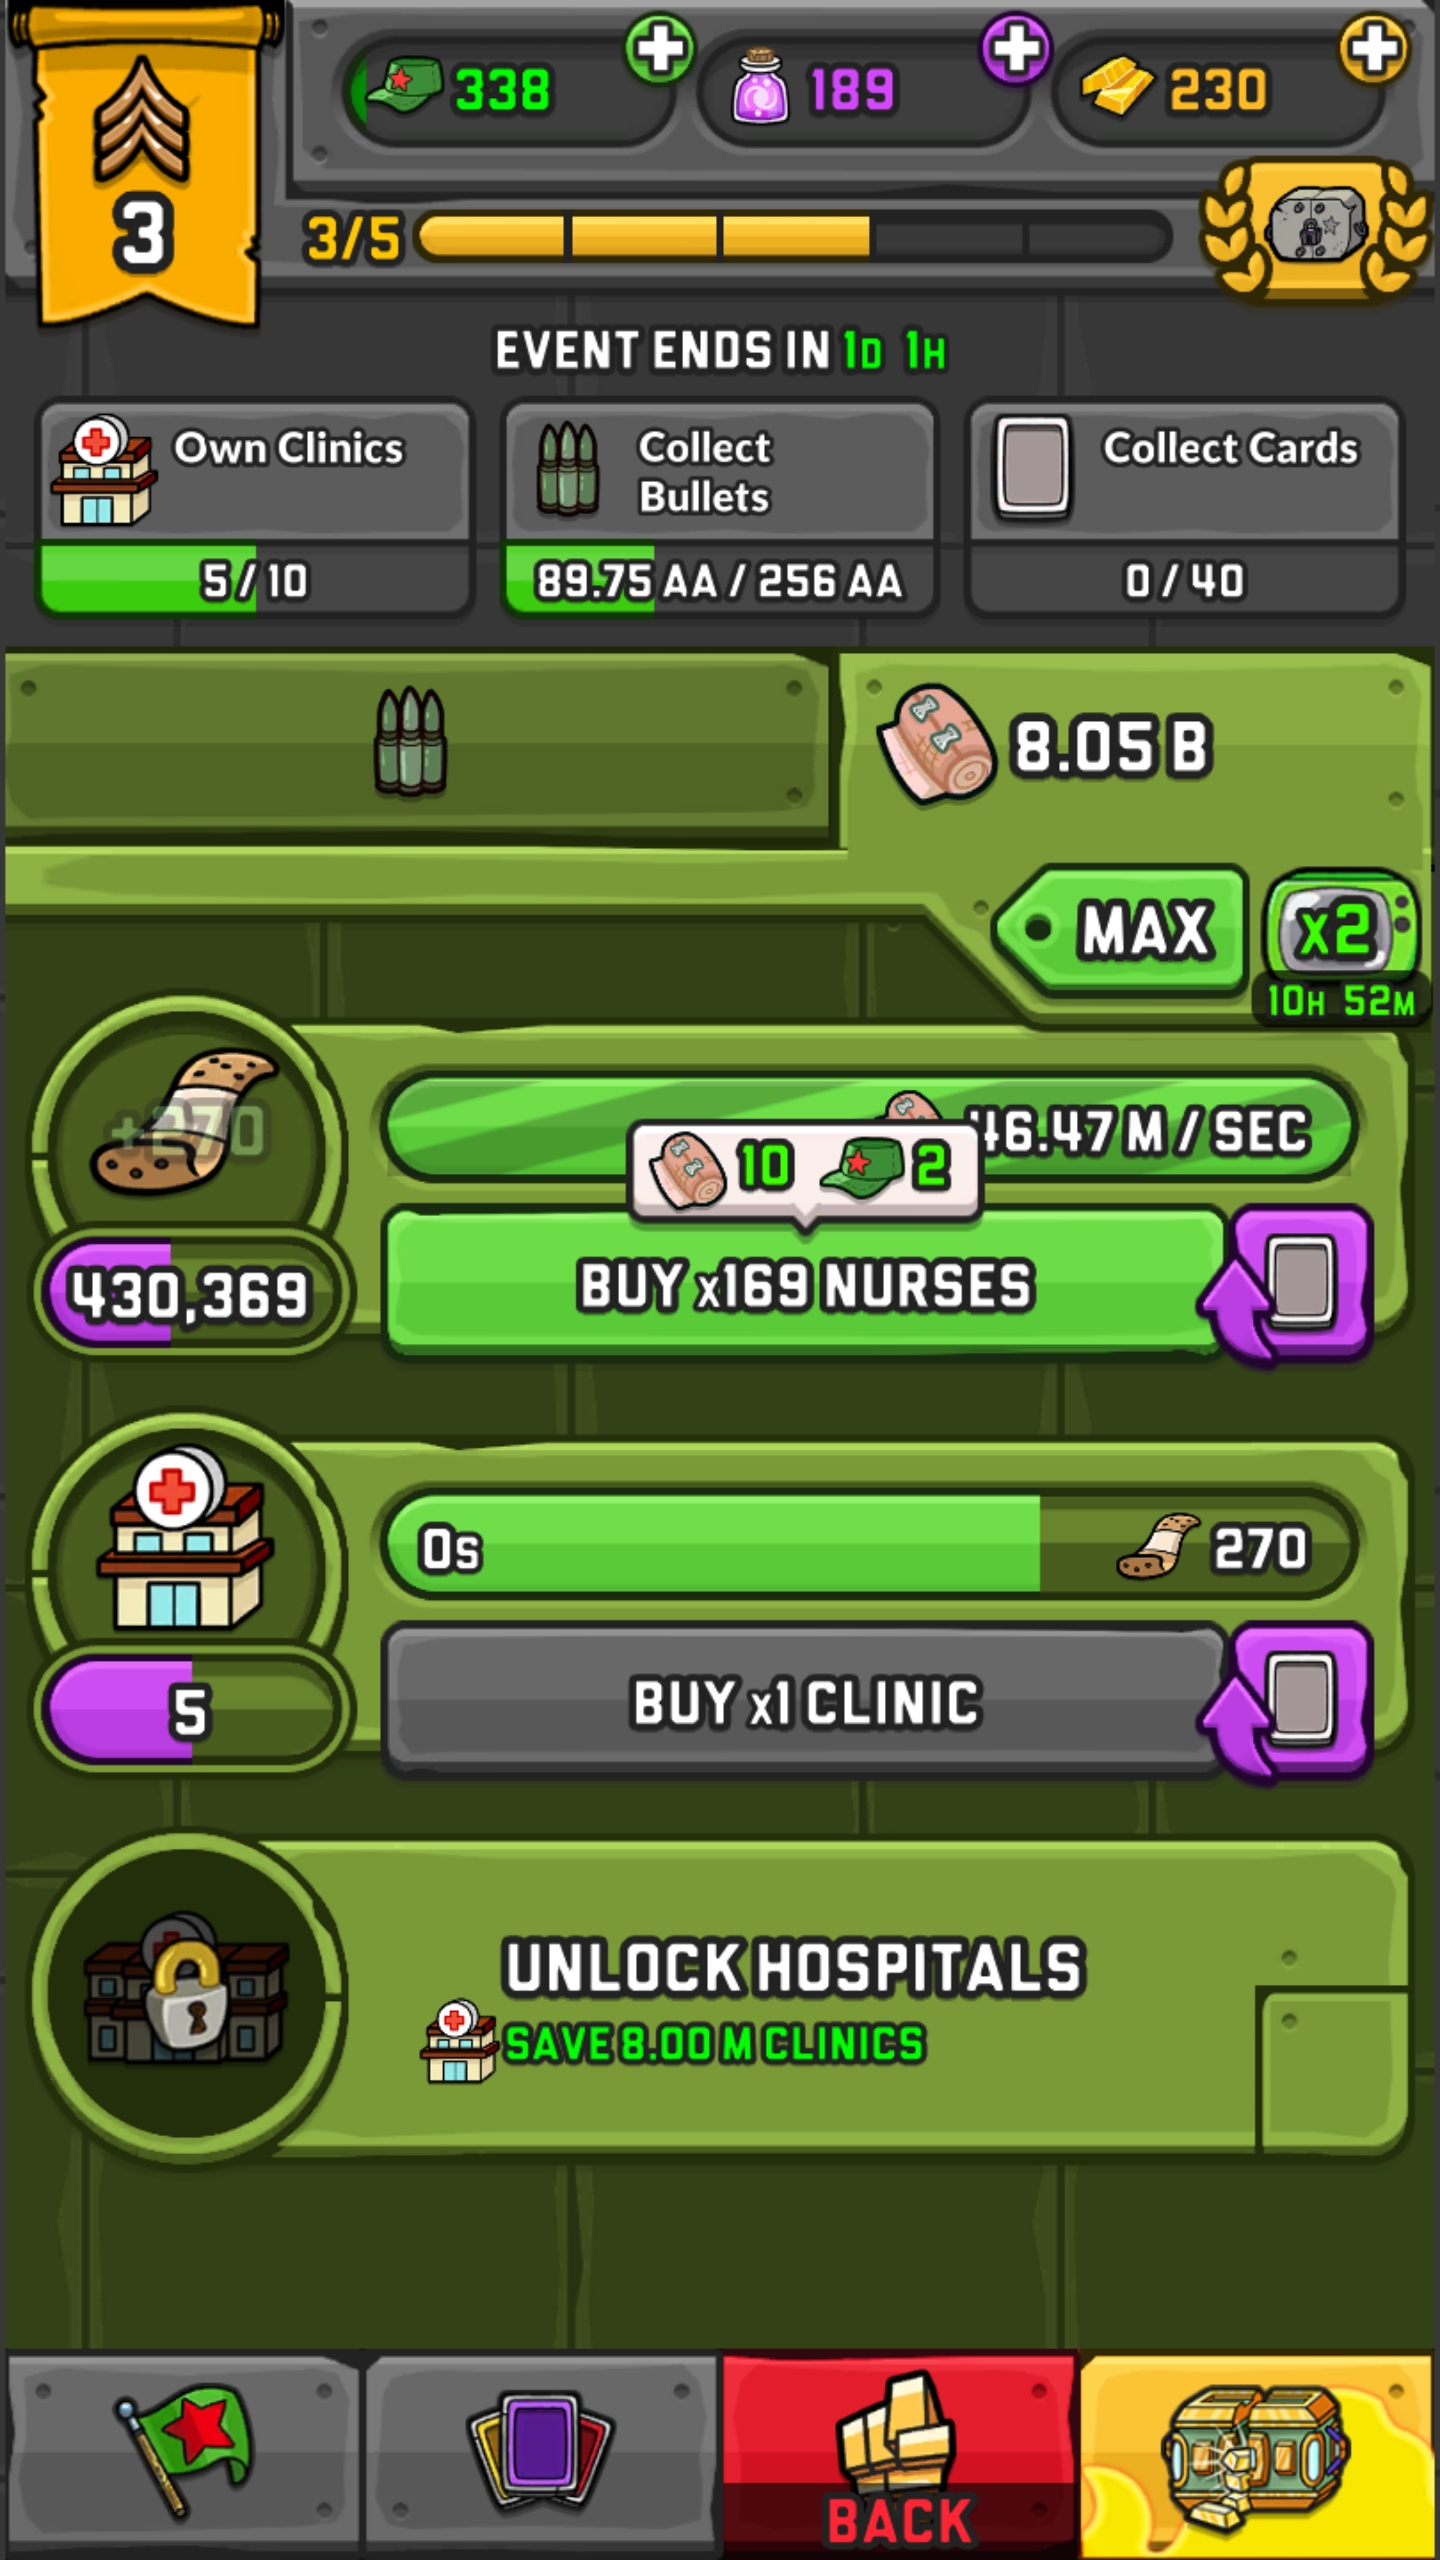 338
189
230
3
3/5
EVENT ENDS IN 1D 1H
Own Clinics
5 / 10
Collect
Bullets
89.75 AA / 256 AA
Collect Cards
0 / 40
8.05 B
MAX
x2
10H 52M
+270
46.47 M / SEC
10 2
430,369
BUY x169 NURSES
0s
270
5
BUY x1 CLINIC
UNLOCK HOSPITALS
SAVE 8.00 M CLINICS
BACK